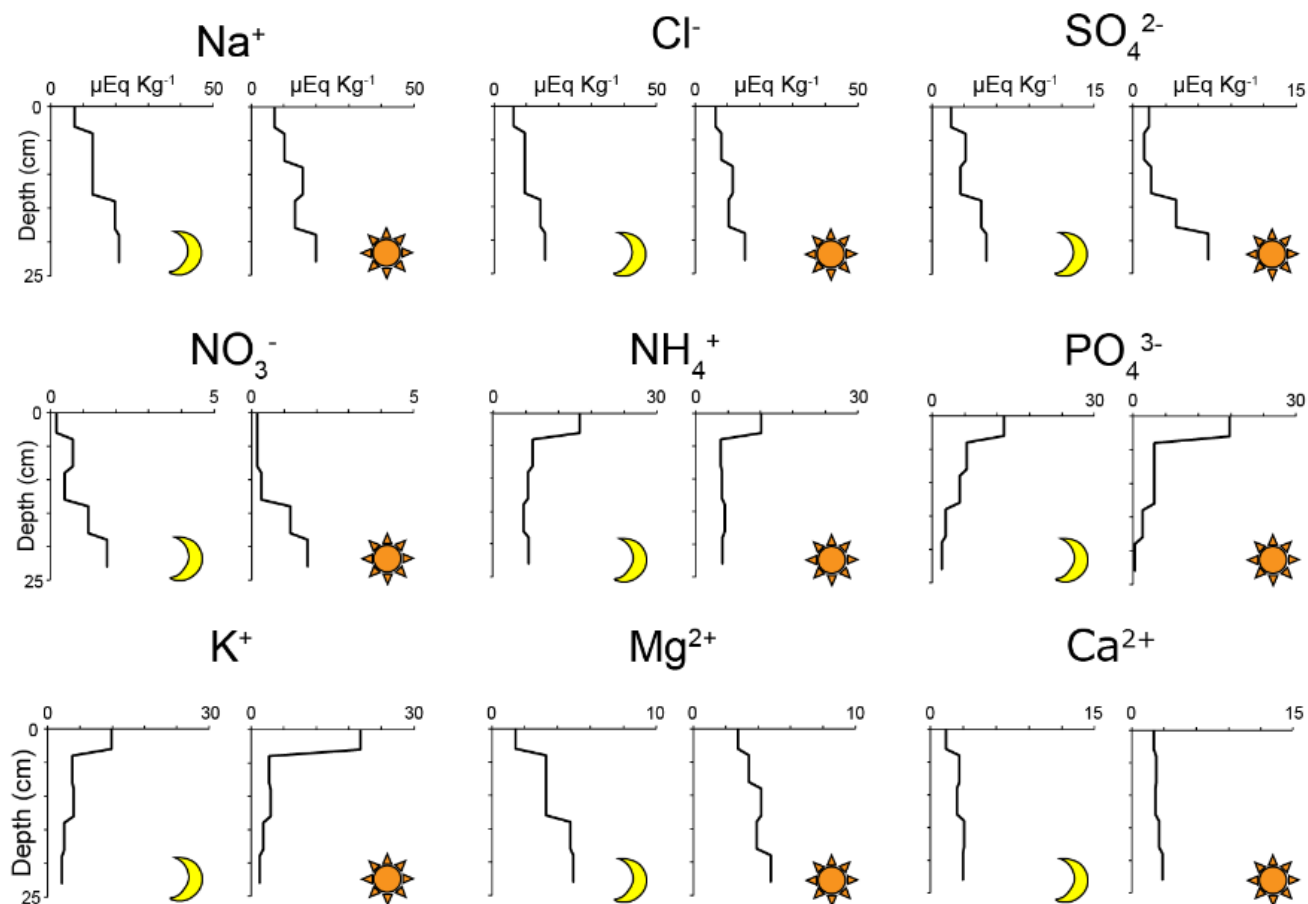 Na⁺ Cl⁻ SO₄²⁻
µEq Kg⁻¹ 50 µEq Kg⁻¹ 50 µEq Kg⁻¹ 50 µEq Kg⁻¹ 50 µEq Kg⁻¹ 15 µEq Kg⁻¹ 15
0 0 0 0 0 0
0
Depth (cm)
25
NO₃⁻ NH₄⁺ PO₄³⁻
0 5 0 5 0 30 0 30 0 30 0 30
0
Depth (cm)
25
K⁺ Mg²⁺ Ca²⁺
0 30 0 30 0 10 0 10 0 15 0 15
0
Depth (cm)
25